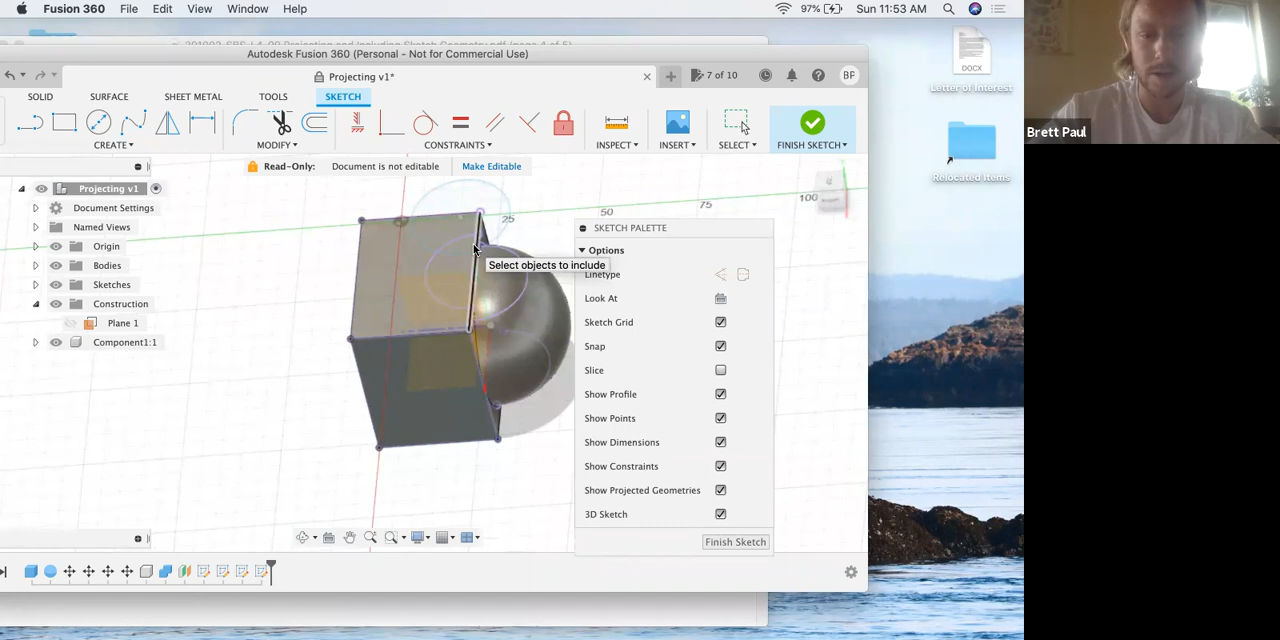 Fusion 360 File Edit View Window Help 97% Sun 11:53 AM
Autodesk Fusion 360 (Personal - Not for Commercial Use)
Projecting v1* 7 of 10 BF
SOLID SURFACE SHEET METAL TOOLS SKETCH
CREATE MODIFY CONSTRAINTS INSPECT INSERT SELECT FINISH SKETCH
Read-Only: Document is not editable Make Editable
Projecting v1
Document Settings
Named Views
Origin
Bodies
Sketches
Construction
Plane 1
Component1:1
25 50 75 100
Select objects to include
SKETCH PALETTE
Options
Linetype
Look At
Sketch Grid
Snap
Slice
Show Profile
Show Points
Show Dimensions
Show Constraints
Show Projected Geometries
3D Sketch
Finish Sketch
DOCX
Letter of Interest
Relocated Items
Brett Paul